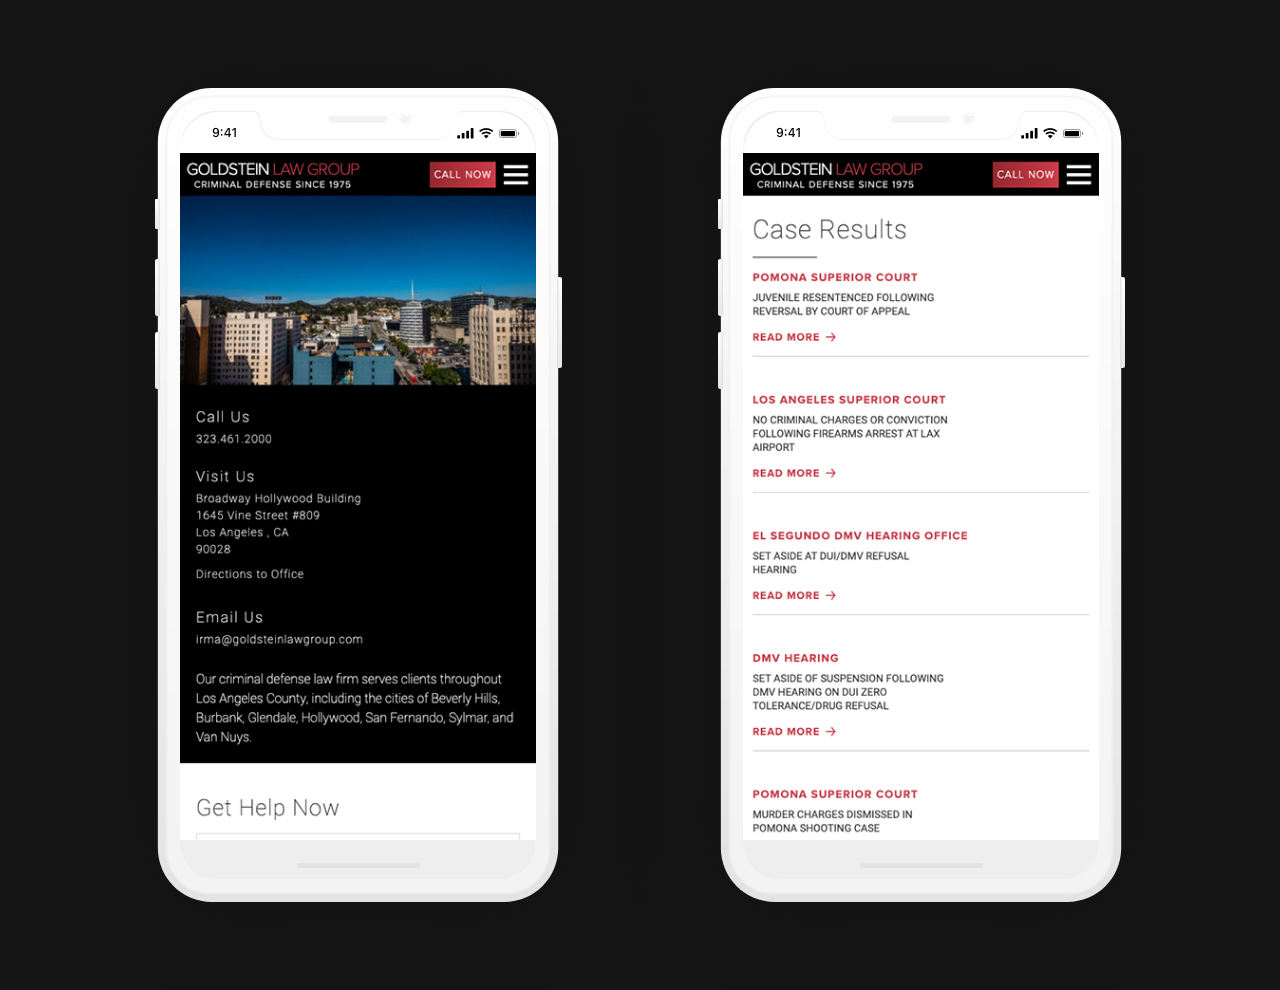 9:41
GOLDSTEIN LAW GROUP
CRIMINAL DEFENSE SINCE 1975
CALL NOW
Call Us
323.461.2000
Visit Us
Broadway Hollywood Building
1645 Vine Street #809
Los Angeles , CA
90028
Directions to Office
Email Us
irma@goldsteinlawgroup.com
Our criminal defense law firm serves clients throughout
Los Angeles County, including the cities of Beverly Hills,
Burbank, Glendale, Hollywood, San Fernando, Sylmar, and
Van Nuys.
Get Help Now
9:41
GOLDSTEIN LAW GROUP
CRIMINAL DEFENSE SINCE 1975
CALL NOW
Case Results
POMONA SUPERIOR COURT
JUVENILE RESENTENCED FOLLOWING
REVERSAL BY COURT OF APPEAL
READ MORE →
LOS ANGELES SUPERIOR COURT
NO CRIMINAL CHARGES OR CONVICTION
FOLLOWING FIREARMS ARREST AT LAX
AIRPORT
READ MORE →
EL SEGUNDO DMV HEARING OFFICE
SET ASIDE AT DUI/DMV REFUSAL
HEARING
READ MORE →
DMV HEARING
SET ASIDE OF SUSPENSION FOLLOWING
DMV HEARING ON DUI ZERO
TOLERANCE/DRUG REFUSAL
READ MORE →
POMONA SUPERIOR COURT
MURDER CHARGES DISMISSED IN
POMONA SHOOTING CASE